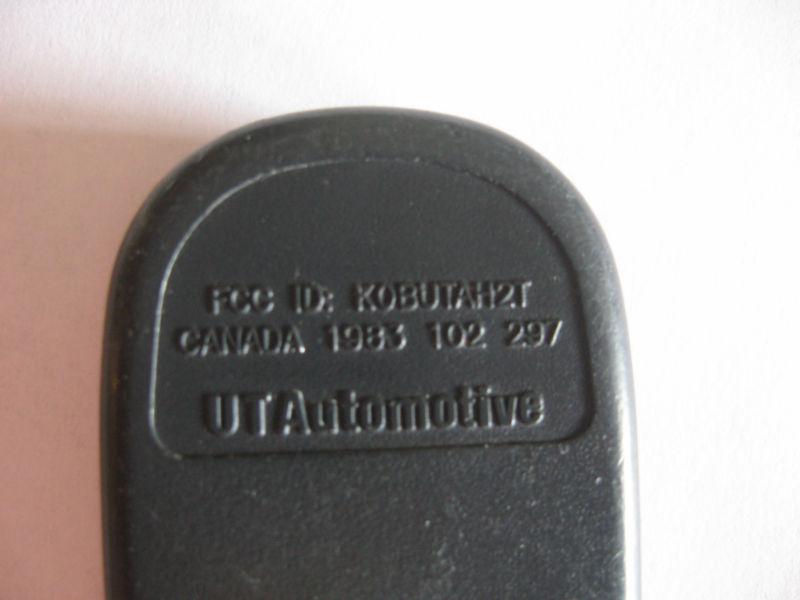 FCC ID: KOBUTAH2T
CANADA 1983 102 297
UTAutomotive